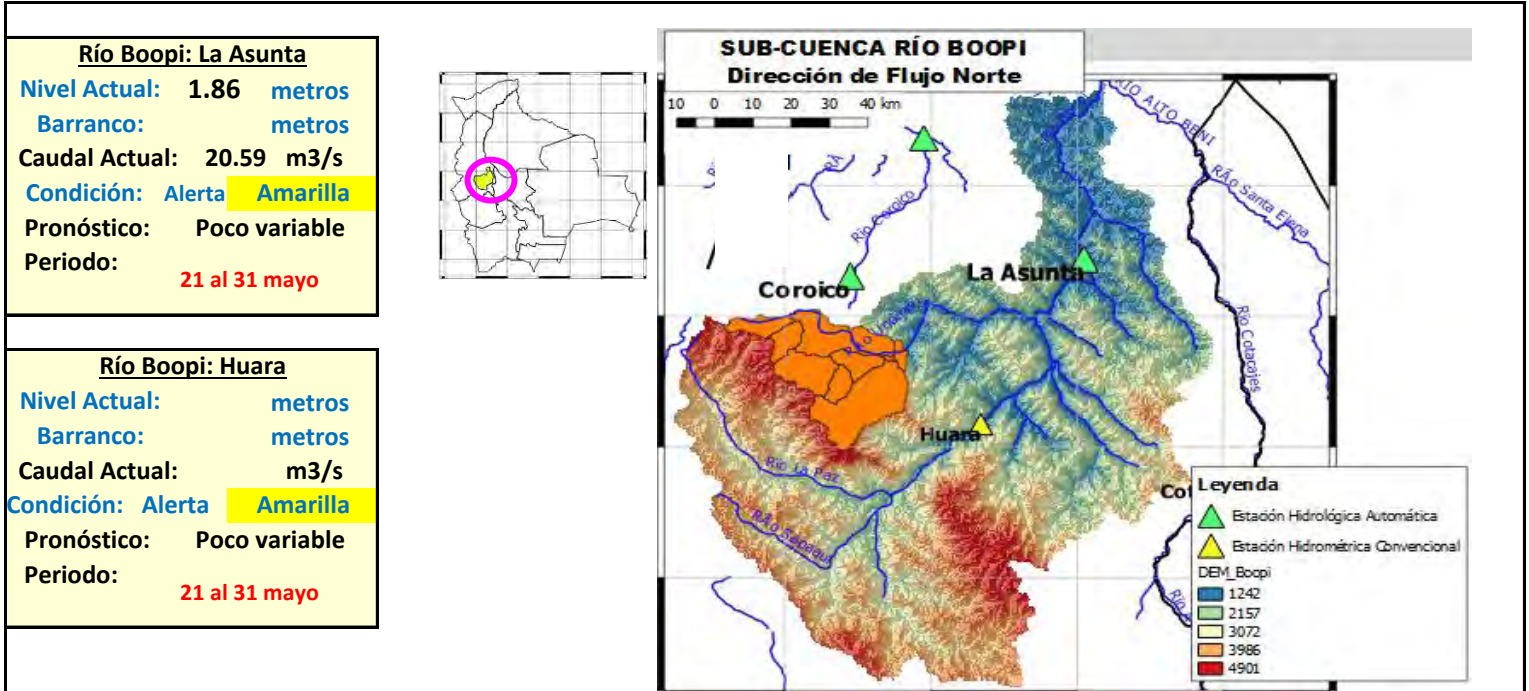 Río Boopi: La Asunta
Nivel Actual: 1.86 metros
Barranco: metros
Caudal Actual: 20.59 m3/s
Condición: Alerta Amarilla
Pronóstico: Poco variable
Periodo:
21 al 31 mayo
Río Boopi: Huara
Nivel Actual: metros
Barranco: metros
Caudal Actual: m3/s
Condición: Alerta Amarilla
Pronóstico: Poco variable
Periodo:
21 al 31 mayo
SUB-CUENCA RÍO BOOPI
Dirección de Flujo Norte
10 0 10 20 30 40 km
RÍO ALTO BENI
RÃo Santa Elena
Río Coroico
La Asunta
Coroico
Río Cotacajes
Huara
Río La Paz
RÃo Sapaqui
Leyenda
Estación Hidrológica Automática
Estación Hidrométrica Convencional
DEM_Boopi
1242
2157
3072
3986
4901